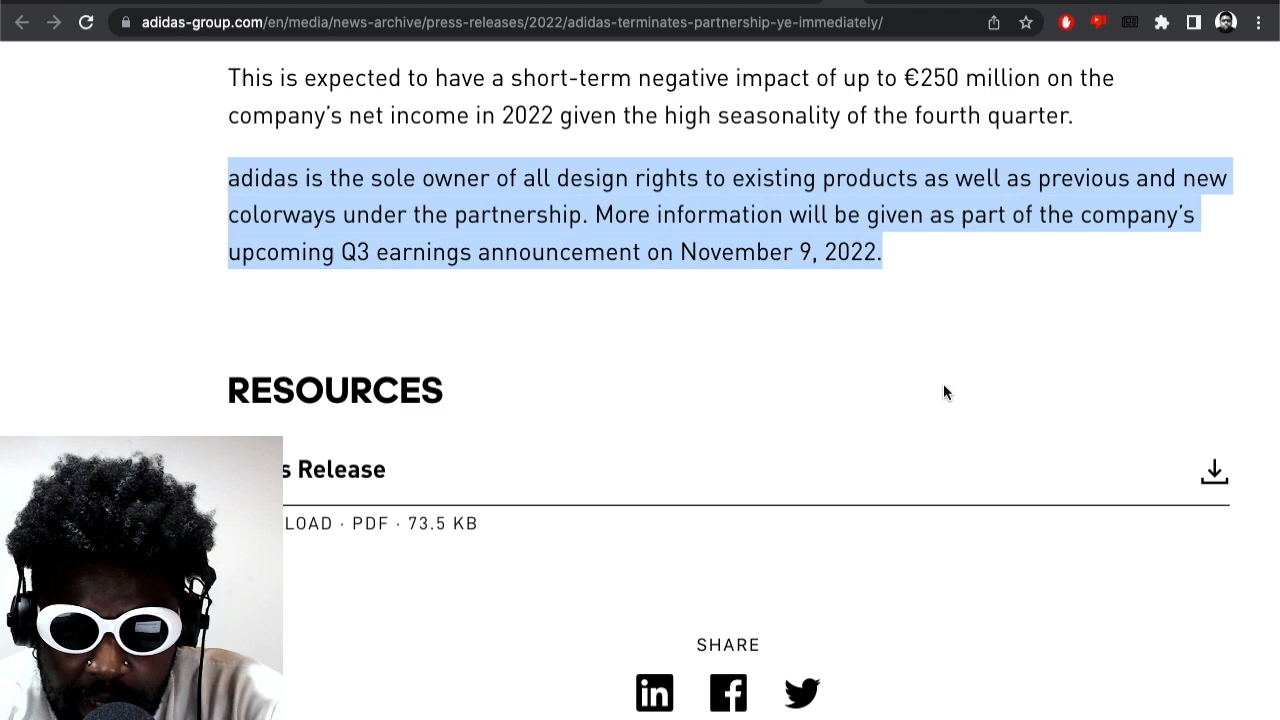 adidas-group.com/en/media/news-archive/press-releases/2022/adidas-terminates-partnership-ye-immediately/
This is expected to have a short-term negative impact of up to €250 million on the
company’s net income in 2022 given the high seasonality of the fourth quarter.
adidas is the sole owner of all design rights to existing products as well as previous and new
colorways under the partnership. More information will be given as part of the company’s
upcoming Q3 earnings announcement on November 9, 2022.
RESOURCES
s Release
LOAD · PDF · 73.5 KB
SHARE
in
f